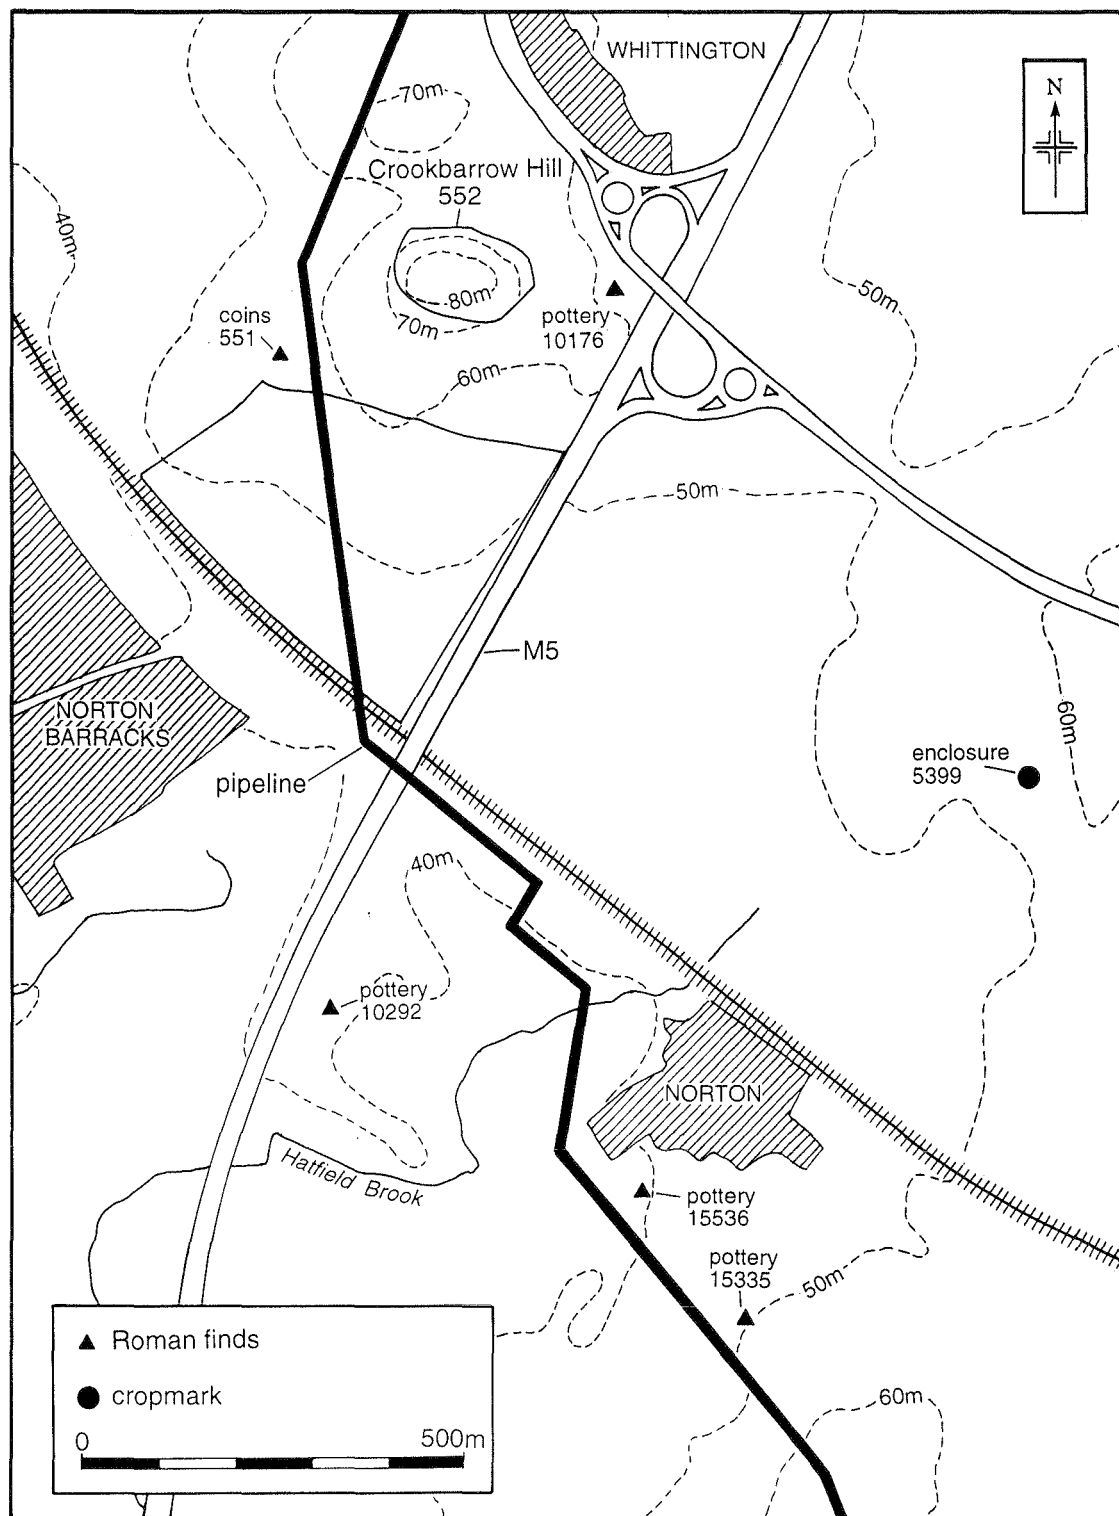 WHITTINGTON
N
70m
Crookbarrow Hill
552
40m
80m
70m
50m
coins
551
pottery
10176
60m
50m
M5
NORTON
BARRACKS
60m
enclosure
5399
pipeline
40m
pottery
10292
NORTON
Hatfield Brook
pottery
15536
pottery
15335
50m
60m
Roman finds
cropmark
0
500m